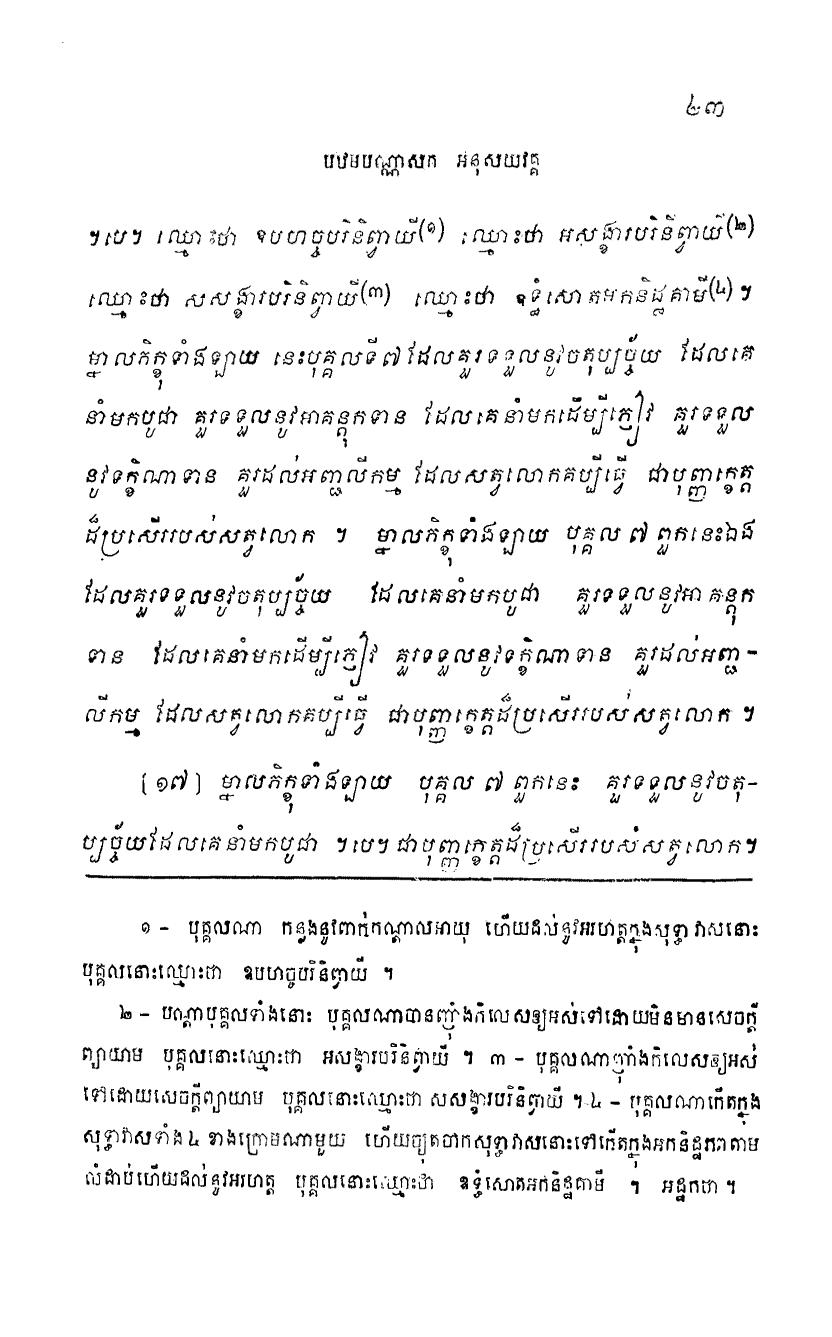 ៤៣
បឋមបណ្ណាសក អនុសយវគ្គ
។បេ។ ឈ្មោះថា ឧបហច្ចបរិនិព្វាយី(១) ឈ្មោះថា អសង្ខារបរិនិព្វាយី(២)
ឈ្មោះថា សសង្ខារបរិនិព្វាយី(៣) ឈ្មោះថា ឧទ្ធំសោតអកនិដ្ឋគាមី(៤) ។
ម្នាលភិក្ខុទាំងឡាយ នេះបុគ្គលទី៧ ដែលគួរទទួលនូវចតុប្បច្ច័យ ដែលគេ
នាំមកបូជា គួរទទួលនូវអាគន្តុកទាន ដែលគេនាំមកដើម្បីភ្ញៀវ គួរទទួល
នូវទក្ខិណាទាន គួរដល់អញ្ជលីកម្ម ដែលសត្វលោកគប្បីធ្វើ ជាបុញ្ញក្ខេត្ត
ដ៏ប្រសើររបស់សត្វលោក ។ ម្នាលភិក្ខុទាំងឡាយ បុគ្គល ៧ ពួកនេះឯង
ដែលគួរទទួលនូវចតុប្បច្ច័យ ដែលគេនាំមកបូជា គួរទទួលនូវអាគន្តុក
ទាន ដែលគេនាំមកដើម្បីភ្ញៀវ គួរទទួលនូវទក្ខិណាទាន គួរដល់អញ្ជ-
លីកម្ម ដែលសត្វលោកគប្បីធ្វើ ជាបុញ្ញក្ខេត្តដ៏ប្រសើររបស់សត្វលោក ។
[១៧] ម្នាលភិក្ខុទាំងឡាយ បុគ្គល ៧ ពួកនេះ គួរទទួលនូវចតុ-
ប្បច្ច័យដែលគេនាំមកបូជា ។បេ។ ជាបុញ្ញក្ខេត្តដ៏ប្រសើររបស់សត្វលោក។
១ - បុគ្គលណា កន្លងនូវពាក់កណ្តាលអាយុ ហើយដល់នូវអរហត្តក្នុងសុទ្ធាវាសនោះ
បុគ្គលនោះឈ្មោះថា ឧបហច្ចបរិនិព្វាយី ។
២ - បណ្តាបុគ្គលទាំងនោះ បុគ្គលណាបានញុំាងកិលេសឲ្យអស់ទៅដោយមិនមានសេចក្តី
ព្យាយាម បុគ្គលនោះឈ្មោះថា អសង្ខារបរិនិព្វាយី ។ ៣ - បុគ្គលណាញុំាងកិលេសឲ្យអស់
ទៅដោយសេចក្តីព្យាយាម បុគ្គលនោះឈ្មោះថា សសង្ខារបរិនិព្វាយី ។ ៤ - បុគ្គលណាកើតក្នុង
សុទ្ធាវាសទាំង ៤ ខាងក្រោមណាមួយ ហើយច្យុតចាកសុទ្ធាវាសនោះទៅកើតក្នុងអកនិដ្ឋភពតាម
លំដាប់ហើយដល់នូវអរហត្ត បុគ្គលនោះឈ្មោះថា ឧទ្ធំសោតអកនិដ្ឋគាមី ។ អដ្ឋកថា ។